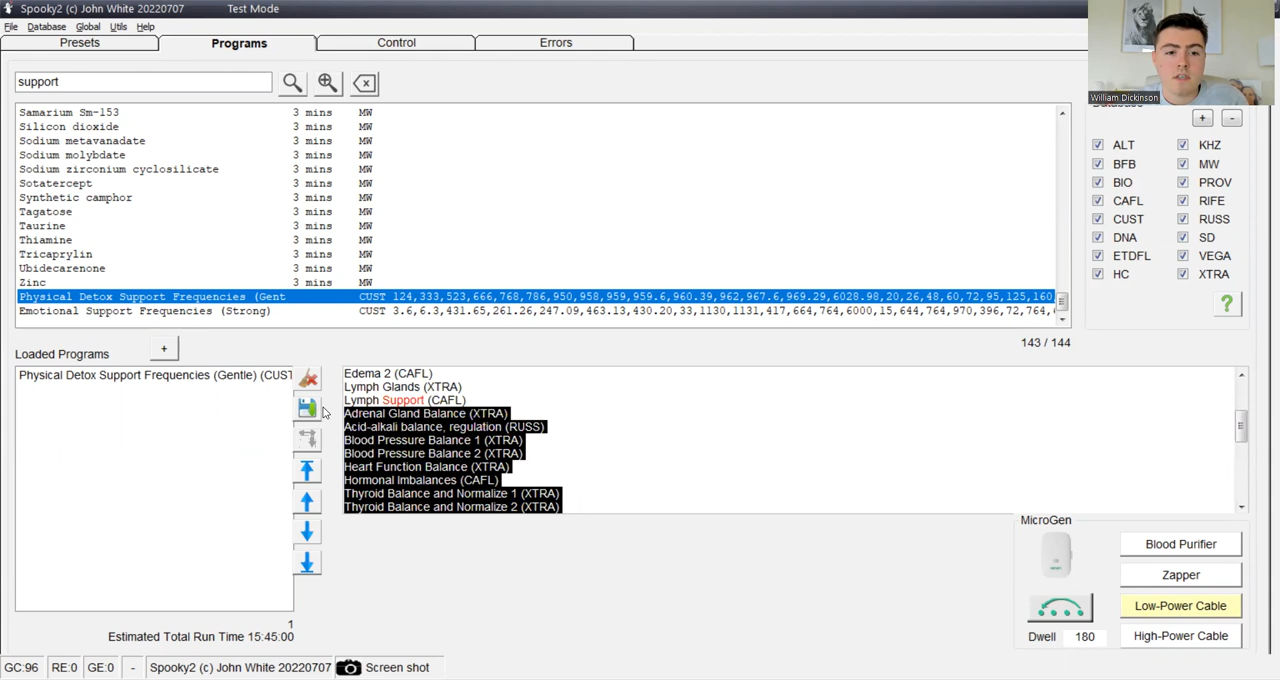 Spooky2 (c) John White 20220707 Test Mode
File Database Global Utils Help
Presets Programs Control Errors
William Dickinson
support
Samarium Sm-153 3 mins MW
Silicon dioxide 3 mins MW
Sodium metavanadate 3 mins MW
Sodium molybdate 3 mins MW
Sodium zirconium cyclosilicate 3 mins MW
Sotatercept 3 mins MW
Synthetic camphor 3 mins MW
Tagatose 3 mins MW
Taurine 3 mins MW
Thiamine 3 mins MW
Tricaprylin 3 mins MW
Ubidecarenone 3 mins MW
Zinc 3 mins MW
Physical Detox Support Frequencies (Gent CUST 124,333,523,666,768,786,950,958,959,959.6,960.39,962,967.6,969.29,6028.98,20,26,48,60,72,95,125,160,
Emotional Support Frequencies (Strong) CUST 3.6,6.3,431.65,261.26,247.09,463.13,430.20,33,1130,1131,417,664,764,6000,15,644,764,970,396,72,764,
+ -
ALT KHZ
BFB MW
BIO PROV
CAFL RIFE
CUST RUSS
DNA SD
ETDFL VEGA
HC XTRA
?
143 / 144
Loaded Programs +
Physical Detox Support Frequencies (Gentle) (CUST
Edema 2 (CAFL)
Lymph Glands (XTRA)
Lymph Support (CAFL)
Adrenal Gland Balance (XTRA)
Acid-alkali balance, regulation (RUSS)
Blood Pressure Balance 1 (XTRA)
Blood Pressure Balance 2 (XTRA)
Heart Function Balance (XTRA)
Hormonal Imbalances (CAFL)
Thyroid Balance and Normalize 1 (XTRA)
Thyroid Balance and Normalize 2 (XTRA)
1
Estimated Total Run Time 15:45:00
MicroGen
Blood Purifier
Zapper
Low-Power Cable
High-Power Cable
Dwell 180
GC:96 RE:0 GE:0 - Spooky2 (c) John White 20220707 Screen shot